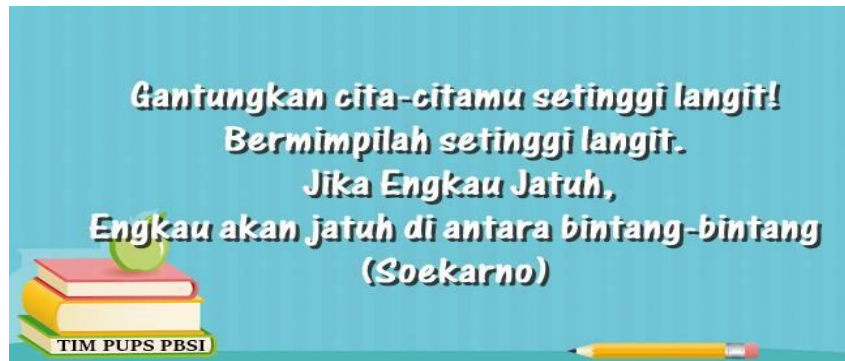 Gantungkan cita-citamu setinggi langit!
Bermimpilah setinggi langit.
Jika Engkau Jatuh,
Engkau akan jatuh di antara bintang-bintang
(Soekarno)
TIM PUPS PBSI